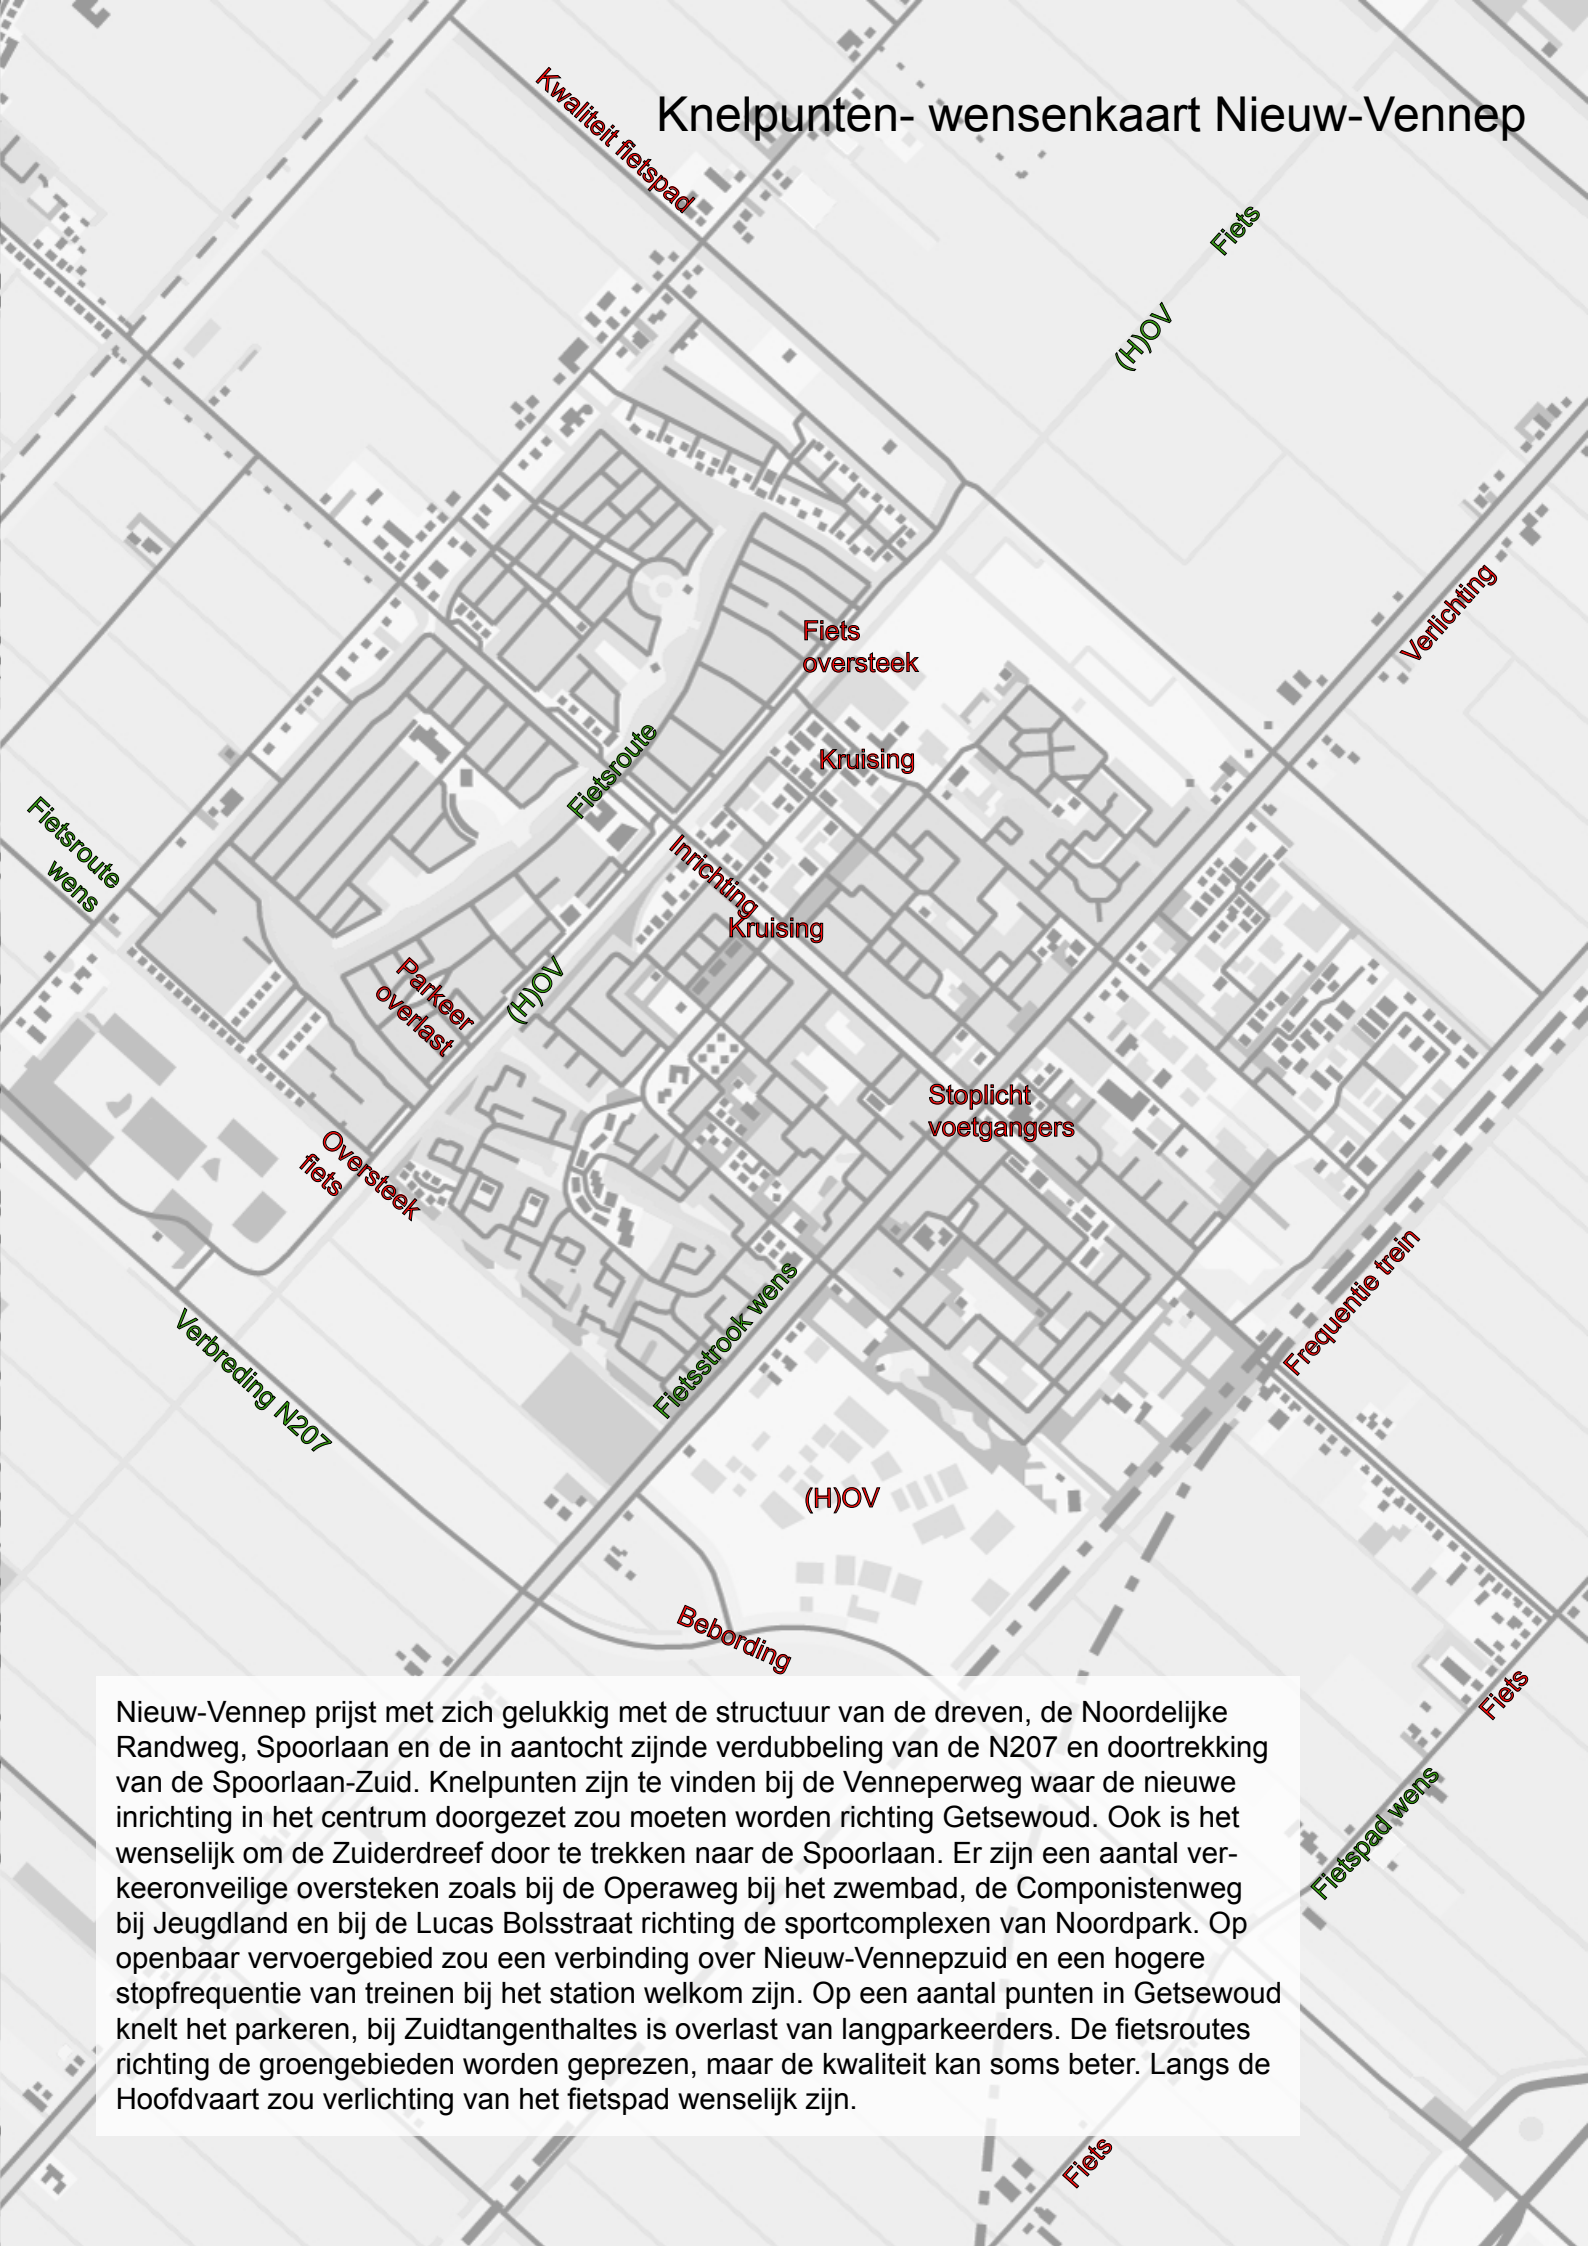 Knelpunten- wensenkaart Nieuw-Vennep
Kwaliteit fietspad
Fiets
(H)OV
Verlichting
Fiets
oversteek
Kruising
Fietsroute
Fietsroute
wens
Inrichting
Kruising
Parkeer
overlast
(H)OV
Stoplicht
voetgangers
Oversteek
fiets
Frequentie trein
Fietsstrook wens
Verbreding N207
(H)OV
Bebording
Fiets
Fietspad wens
Nieuw-Vennep prijst met zich gelukkig met de structuur van de dreven, de Noordelijke
Randweg, Spoorlaan en de in aantocht zijnde verdubbeling van de N207 en doortrekking
van de Spoorlaan-Zuid. Knelpunten zijn te vinden bij de Venneperweg waar de nieuwe
inrichting in het centrum doorgezet zou moeten worden richting Getsewoud. Ook is het
wenselijk om de Zuiderdreef door te trekken naar de Spoorlaan. Er zijn een aantal ver-
keeronveilige oversteken zoals bij de Operaweg bij het zwembad, de Componistenweg
bij Jeugdland en bij de Lucas Bolsstraat richting de sportcomplexen van Noordpark. Op
openbaar vervoergebied zou een verbinding over Nieuw-Vennepzuid en een hogere
stopfrequentie van treinen bij het station welkom zijn. Op een aantal punten in Getsewoud
knelt het parkeren, bij Zuidtangenthaltes is overlast van langparkeerders. De fietsroutes
richting de groengebieden worden geprezen, maar de kwaliteit kan soms beter. Langs de
Hoofdvaart zou verlichting van het fietspad wenselijk zijn.
Fiets